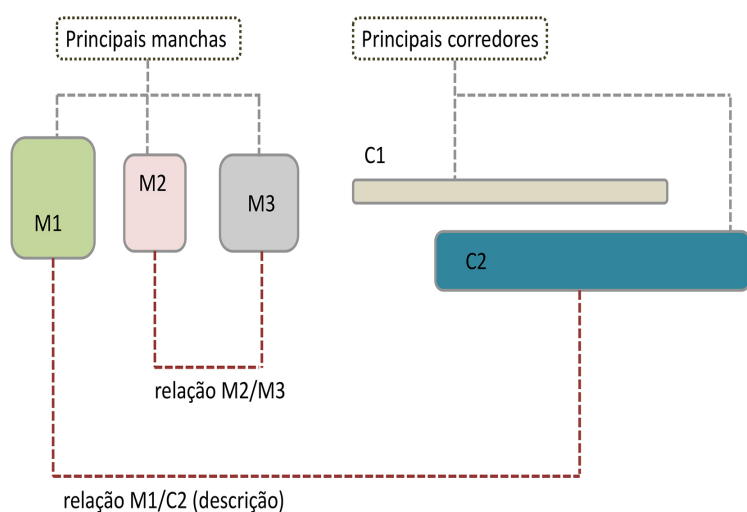 Principais manchas
Principais corredores
C1
M2
M3
M1
C2
relação M2/M3
relação M1/C2 (descrição)